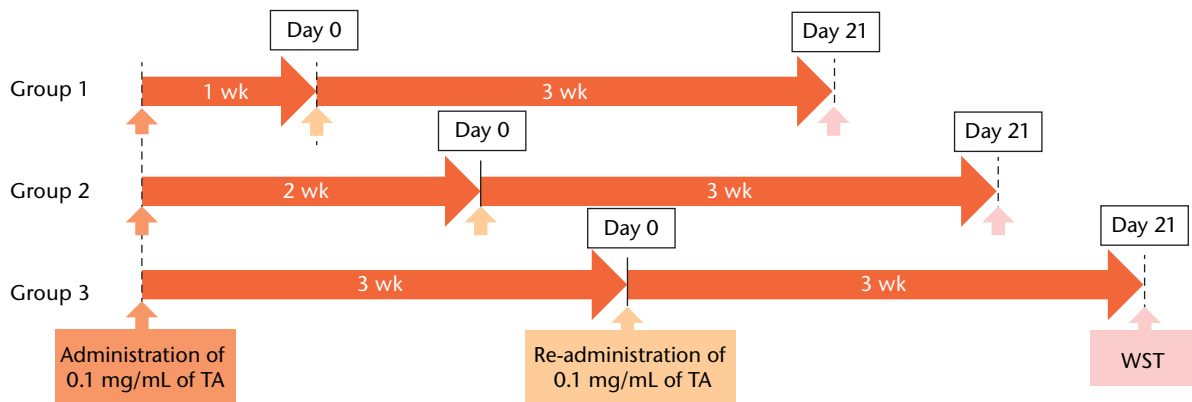 Day 0
Day 21
Group 1
1 wk
3 wk
Day 0
Day 21
Group 2
2 wk
3 wk
Day 0
Day 21
Group 3
3 wk
3 wk
Administration of
0.1 mg/mL of TA
Re-administration of
0.1 mg/mL of TA
WST